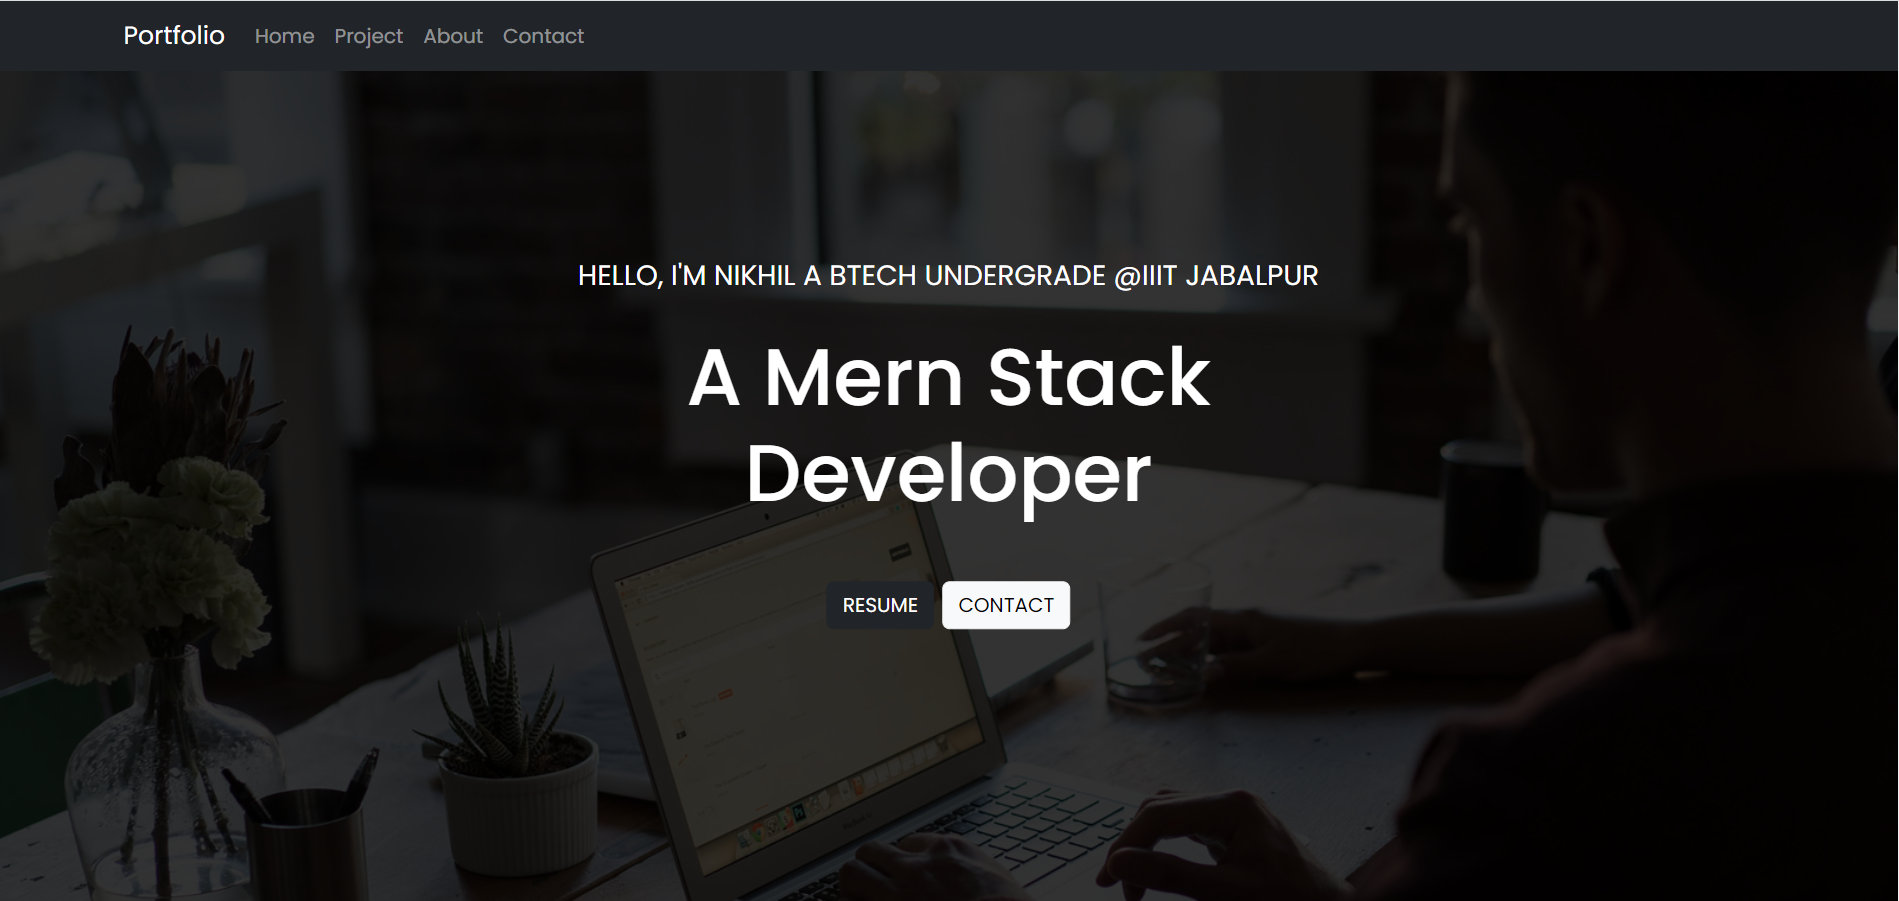 Portfolio Home Project About Contact
HELLO, I'M NIKHIL A BTECH UNDERGRADE @IIIT JABALPUR
A Mern Stack
Developer
RESUME CONTACT